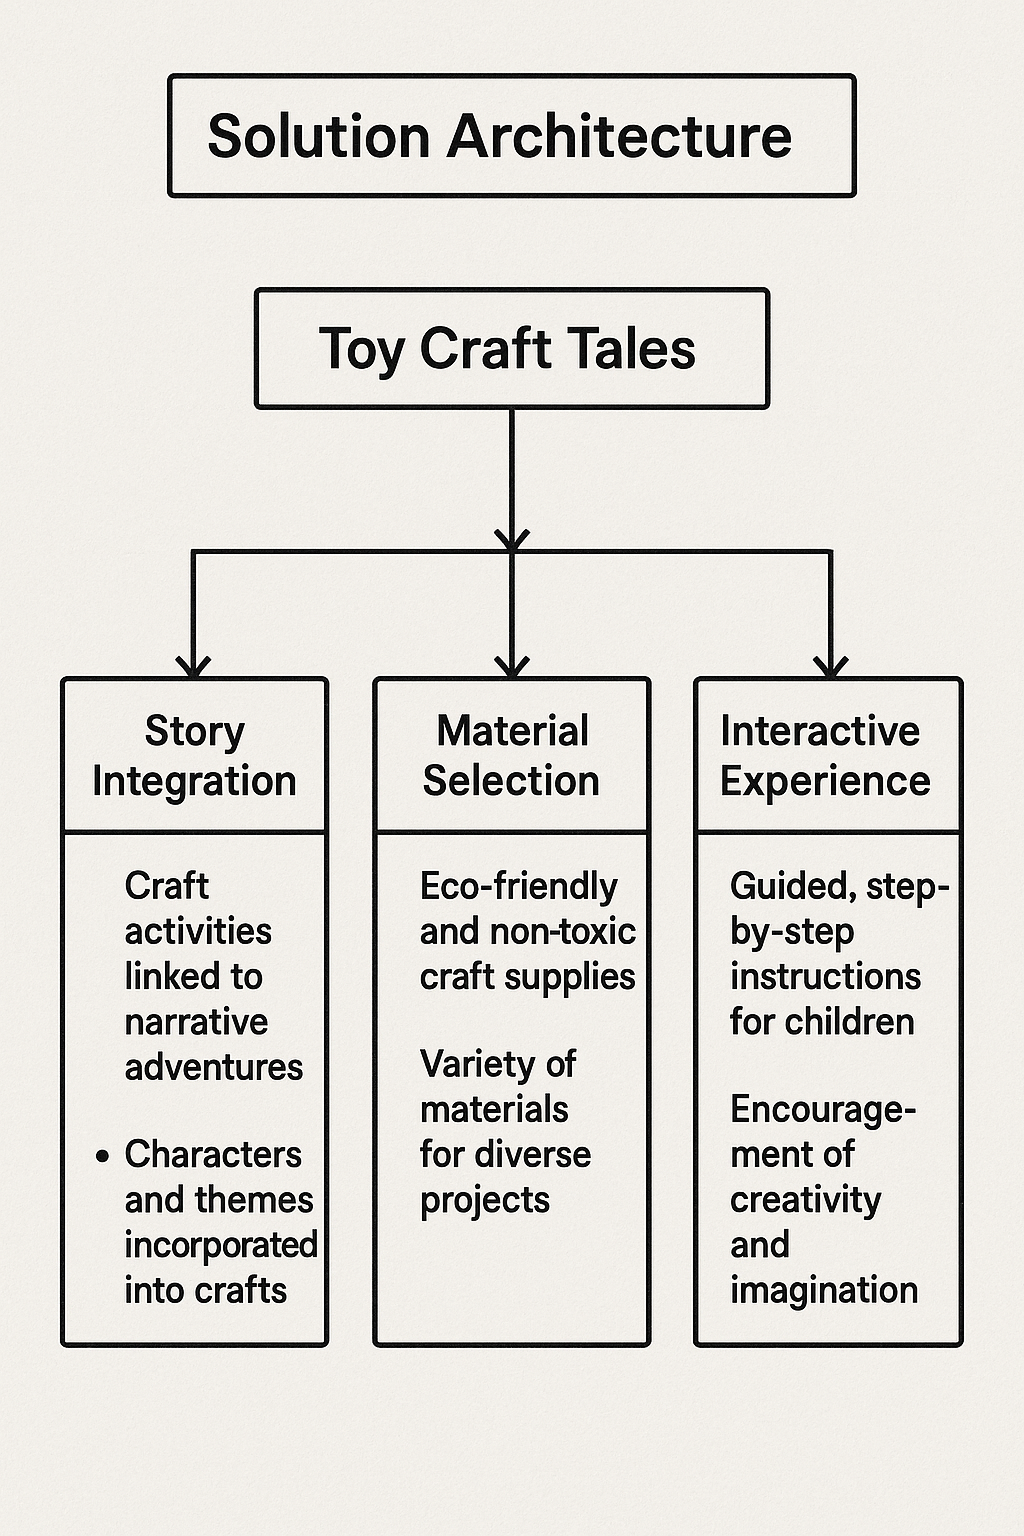 Solution Architecture
Toy Craft Tales
Story
Integration
Craft
activities
linked to
narrative
adventures
• Characters
and themes
incorporated
into crafts
Material
Selection
Eco-friendly
and non-toxic
craft supplies
Variety of
materials
for diverse
projects
Interactive
Experience
Guided, step-
by-step
instructions
for children
Encourage-
ment of
creativity
and
imagination